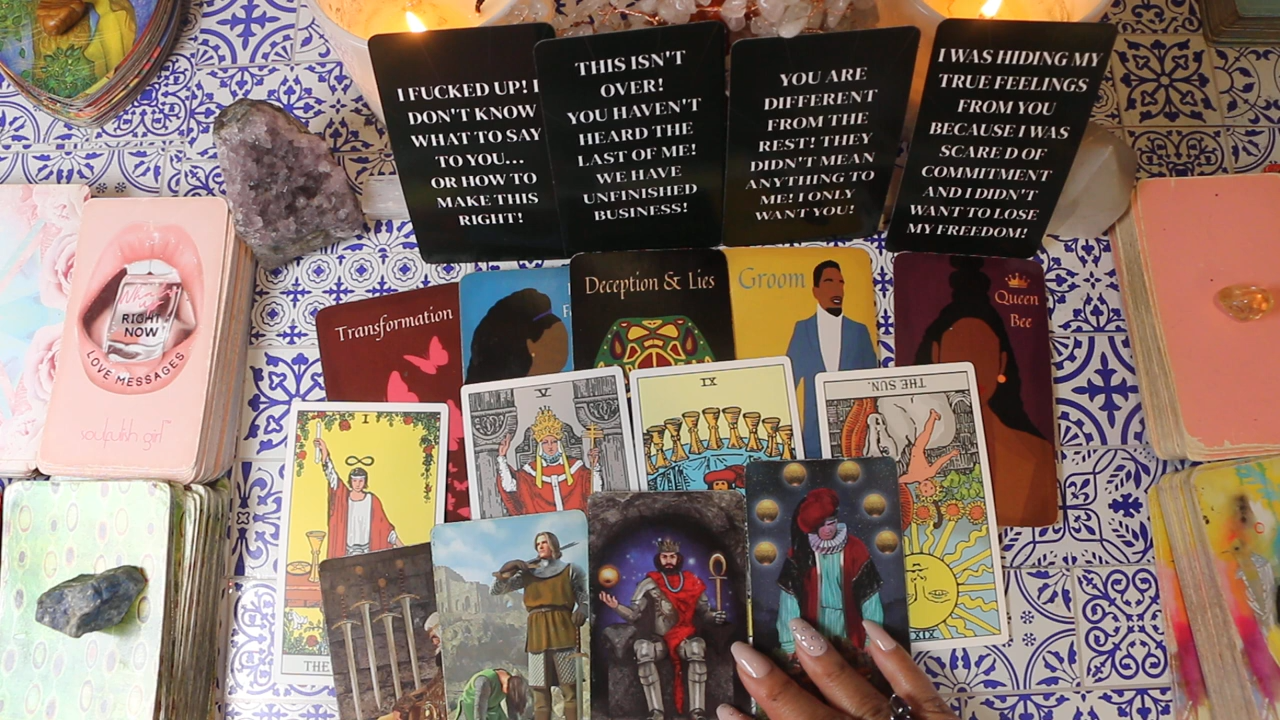 I FUCKED UP! I
DON'T KNOW
WHAT TO SAY
TO YOU...
OR HOW TO
MAKE THIS
RIGHT!
THIS ISN'T
OVER!
YOU HAVEN'T
HEARD THE
LAST OF ME!
WE HAVE
UNFINISHED
BUSINESS!
YOU ARE
DIFFERENT
FROM THE
REST! THEY
DIDN'T MEAN
ANYTHING TO
ME! I ONLY
WANT YOU!
I WAS HIDING MY
TRUE FEELINGS
FROM YOU
BECAUSE I WAS
SCARE D OF
COMMITMENT
AND I DIDN'T
WANT TO LOSE
MY FREEDOM!
RIGHT
NOW
LOVE MESSAGES
soulpilsh girl
Transformation
Deception & Lies
Groom
Queen
Bee
I
V
IX
THE SUN.
XIX
THE